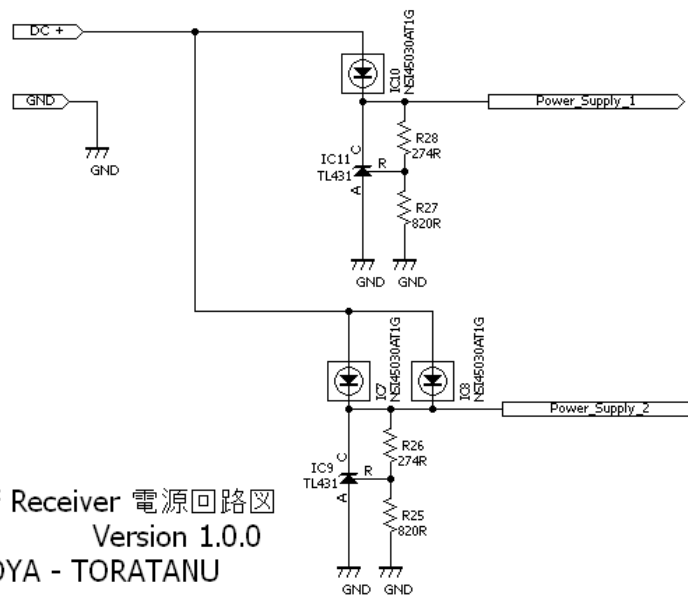 DC +
GND
GND
IC10
NSI45030AT1G
Power_Supply_1
R28
274R
IC11
TL431
C
R
A
R27
820R
GND
GND
IC7
NSI45030AT1G
IC8
NSI45030AT1G
Power_Supply_2
R26
274R
IC9
TL431
C
R
A
R25
820R
GND
GND
Receiver 電源回路図
Version 1.0.0
OYA - TORATANU